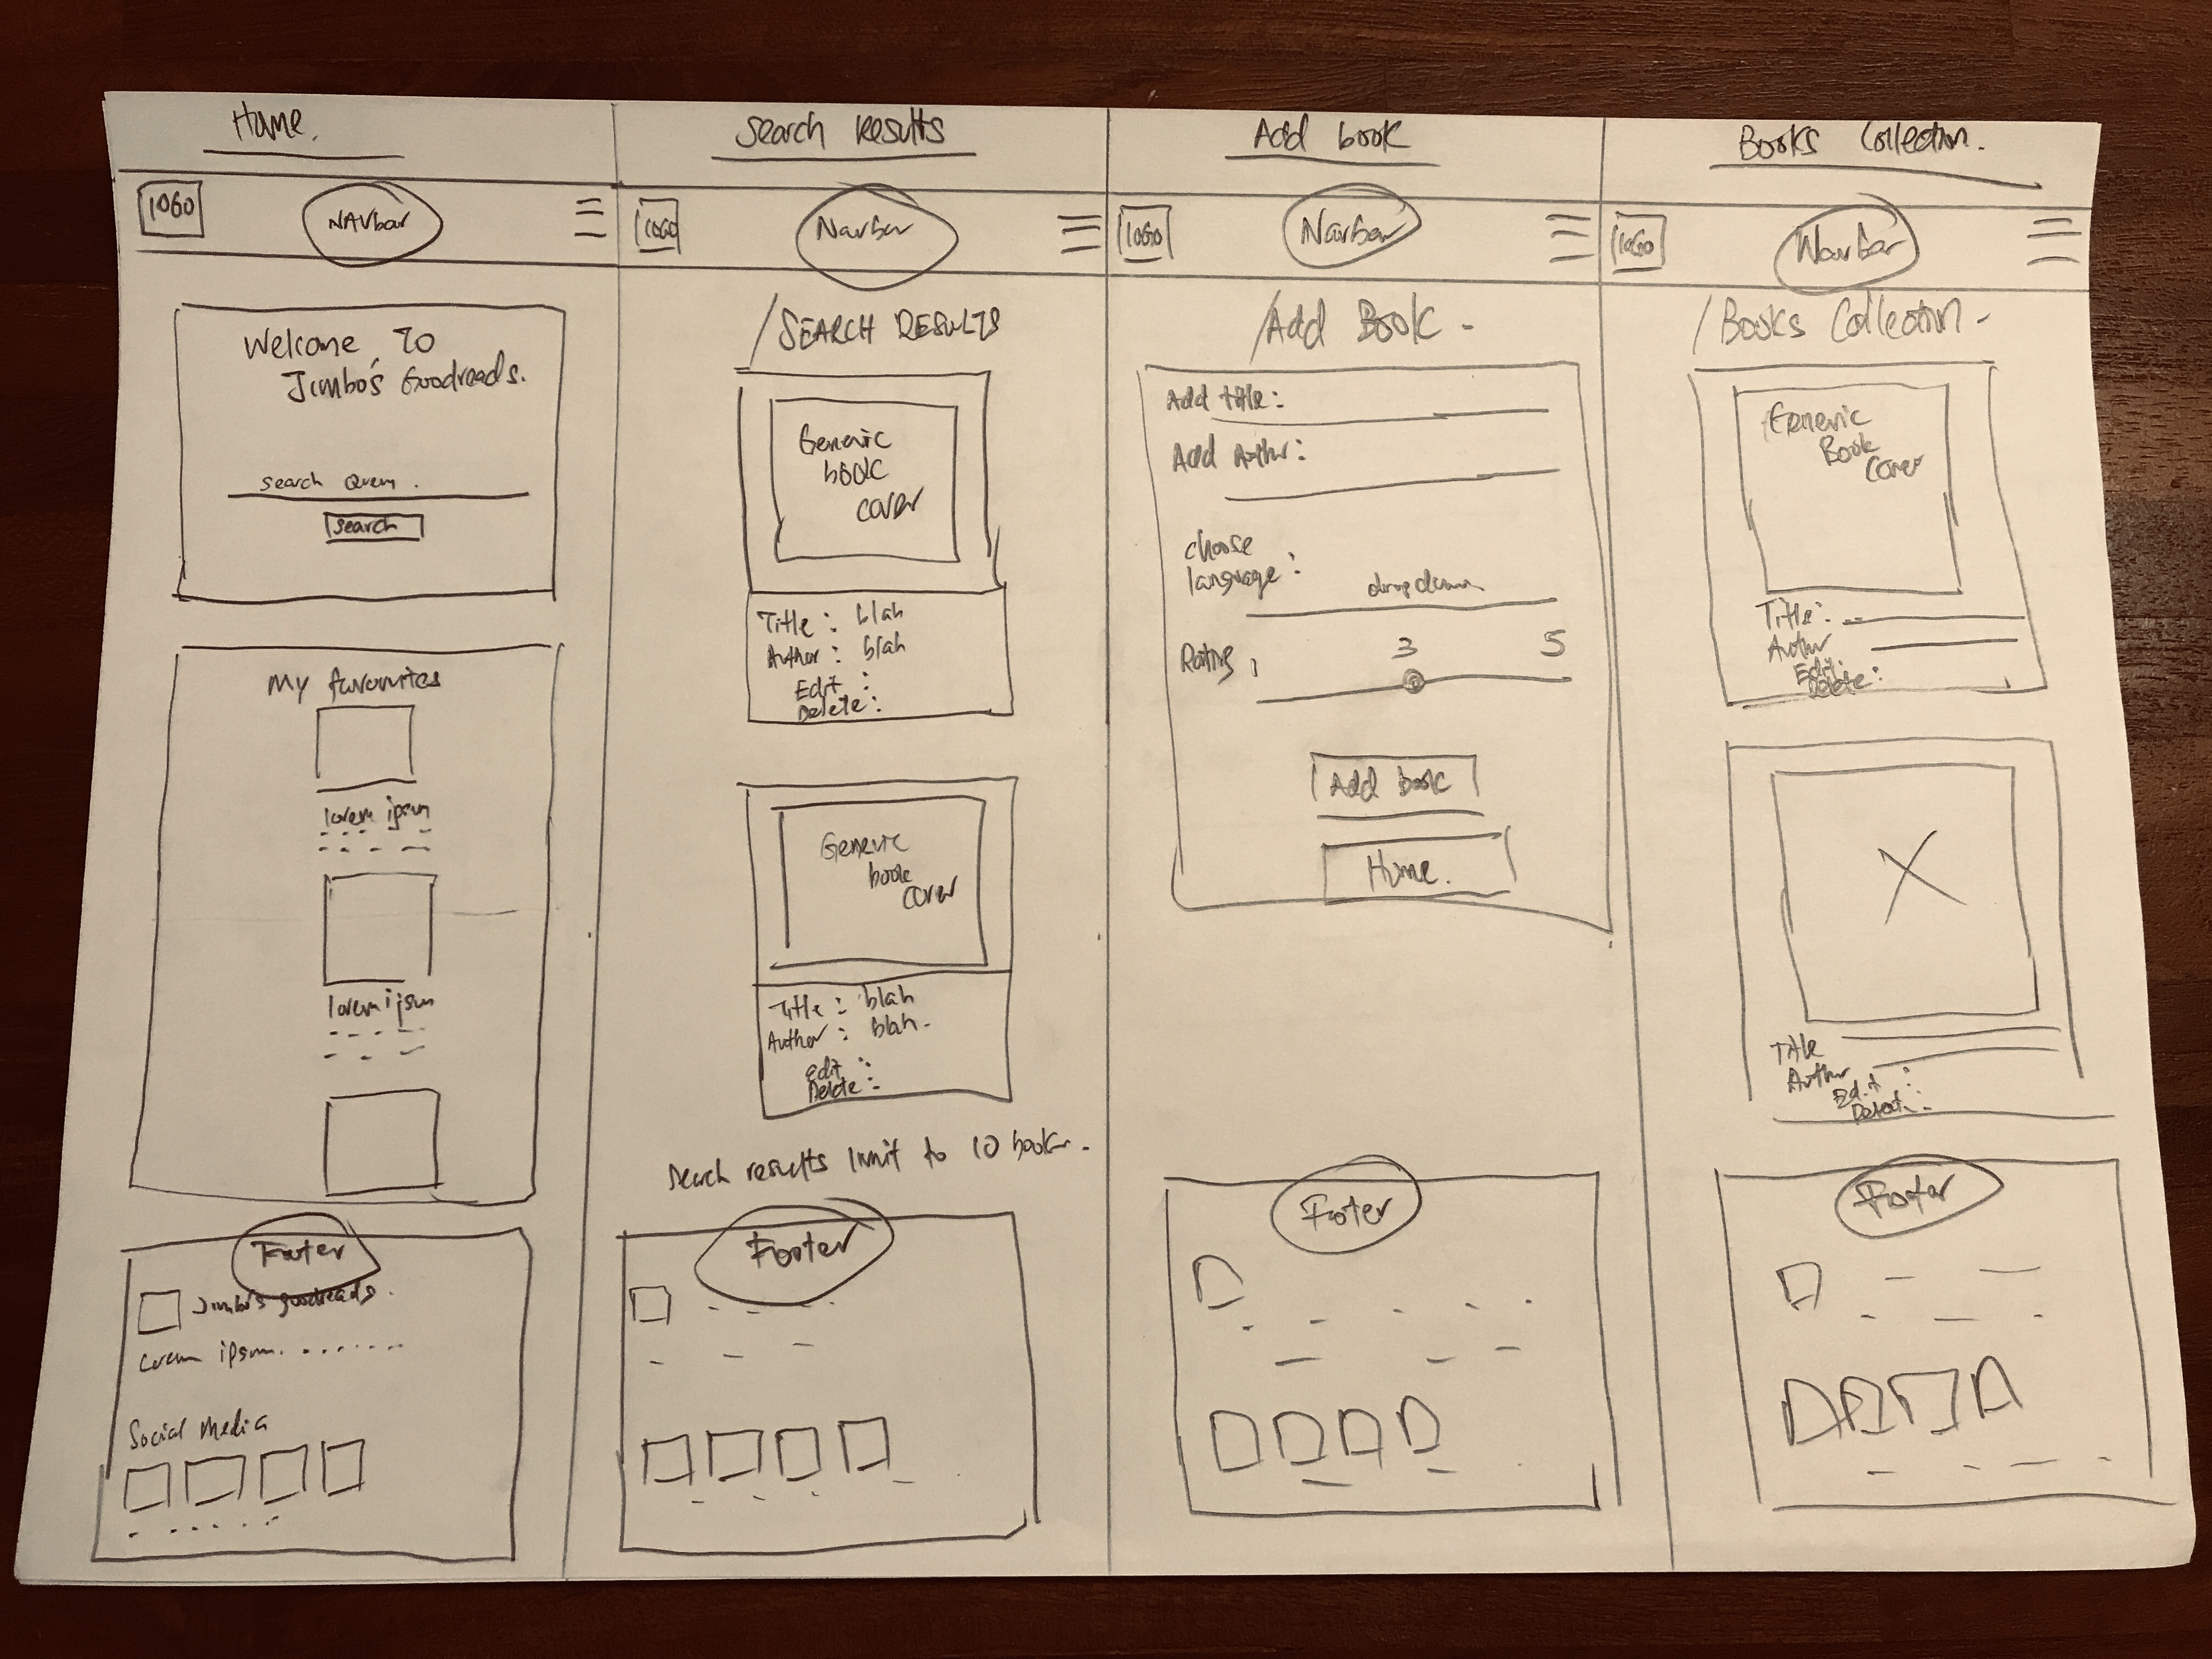 Home.
LOGO
NAVbar
Welcome To
Jimbo's Goodreads.
search Query.
search
My favourites
lorem ipsum
lorem ipsum
Footer
Jimbo's goodreads.
Lorem ipsum.......
Social Media
Search Results
LOGO
Navbar
/SEARCH RESULTS
Generic
book
cover
Title : blah
Author : blah
Edit :
Delete :
Generic
book
cover
Title : blah
Author : blah.
Edit :
Delete :
Search results limit to 10 books.
Footer
Add book
LOGO
Navbar
/Add Book -
Add title:
Add Author:
choose
language :
dropdown
Rating 1 3 5
Add book
Home.
Footer
Books Collection.
LOGO
Navbar
/Books Collection -
Generic
Book
Cover
Title:
Author
Edit:
Delete:
Title
Author
Edit :
Footer